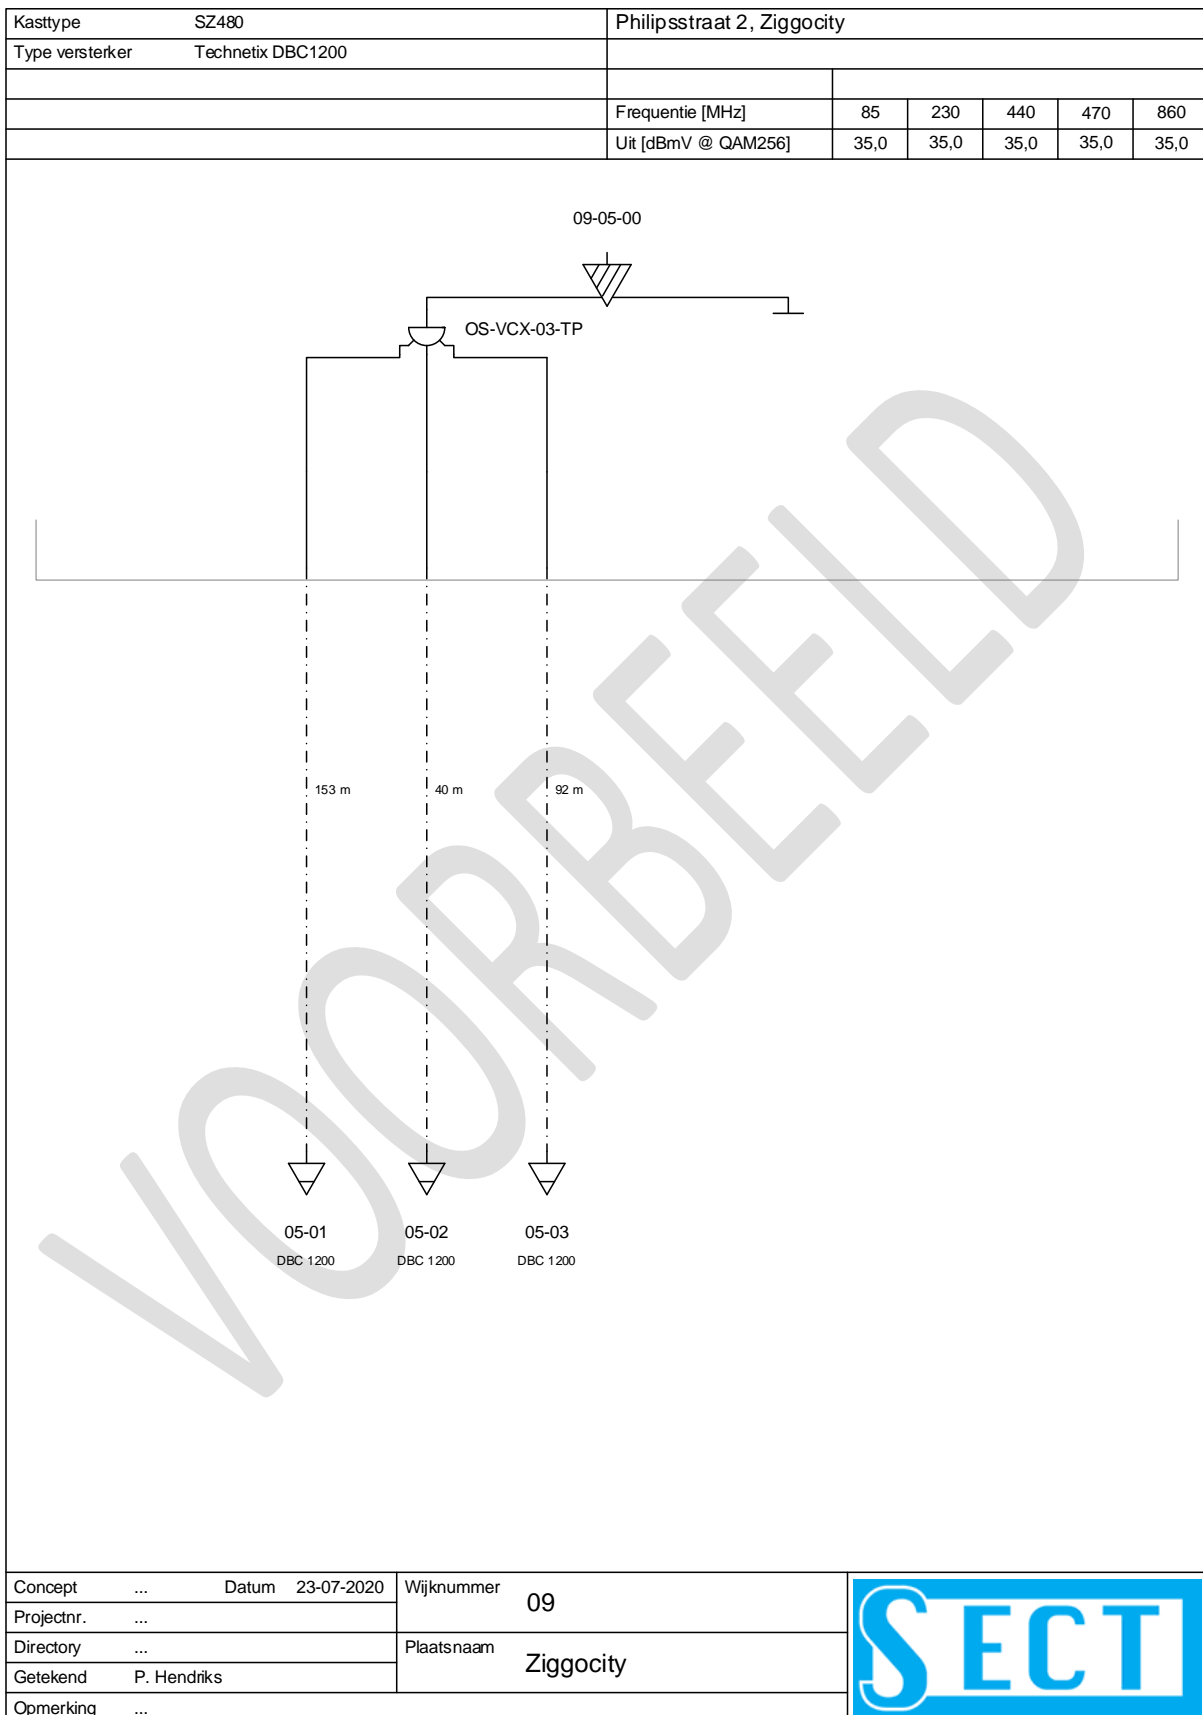 Kasttype SZ480 Philipsstraat 2, Ziggocity
Type versterker Technetix DBC1200
Frequentie [MHz] 85 230 440 470 860
Uit [dBmV @ QAM256] 35,0 35,0 35,0 35,0 35,0
09-05-00
OS-VCX-03-TP
153 m 40 m 92 m
VOORBEELD
05-01 05-02 05-03
DBC 1200 DBC 1200 DBC 1200
Concept ... Datum 23-07-2020 Wijknummer 09
Projectnr. ...
Directory ... Plaatsnaam Ziggocity
Getekend P. Hendriks
Opmerking ...
SECT